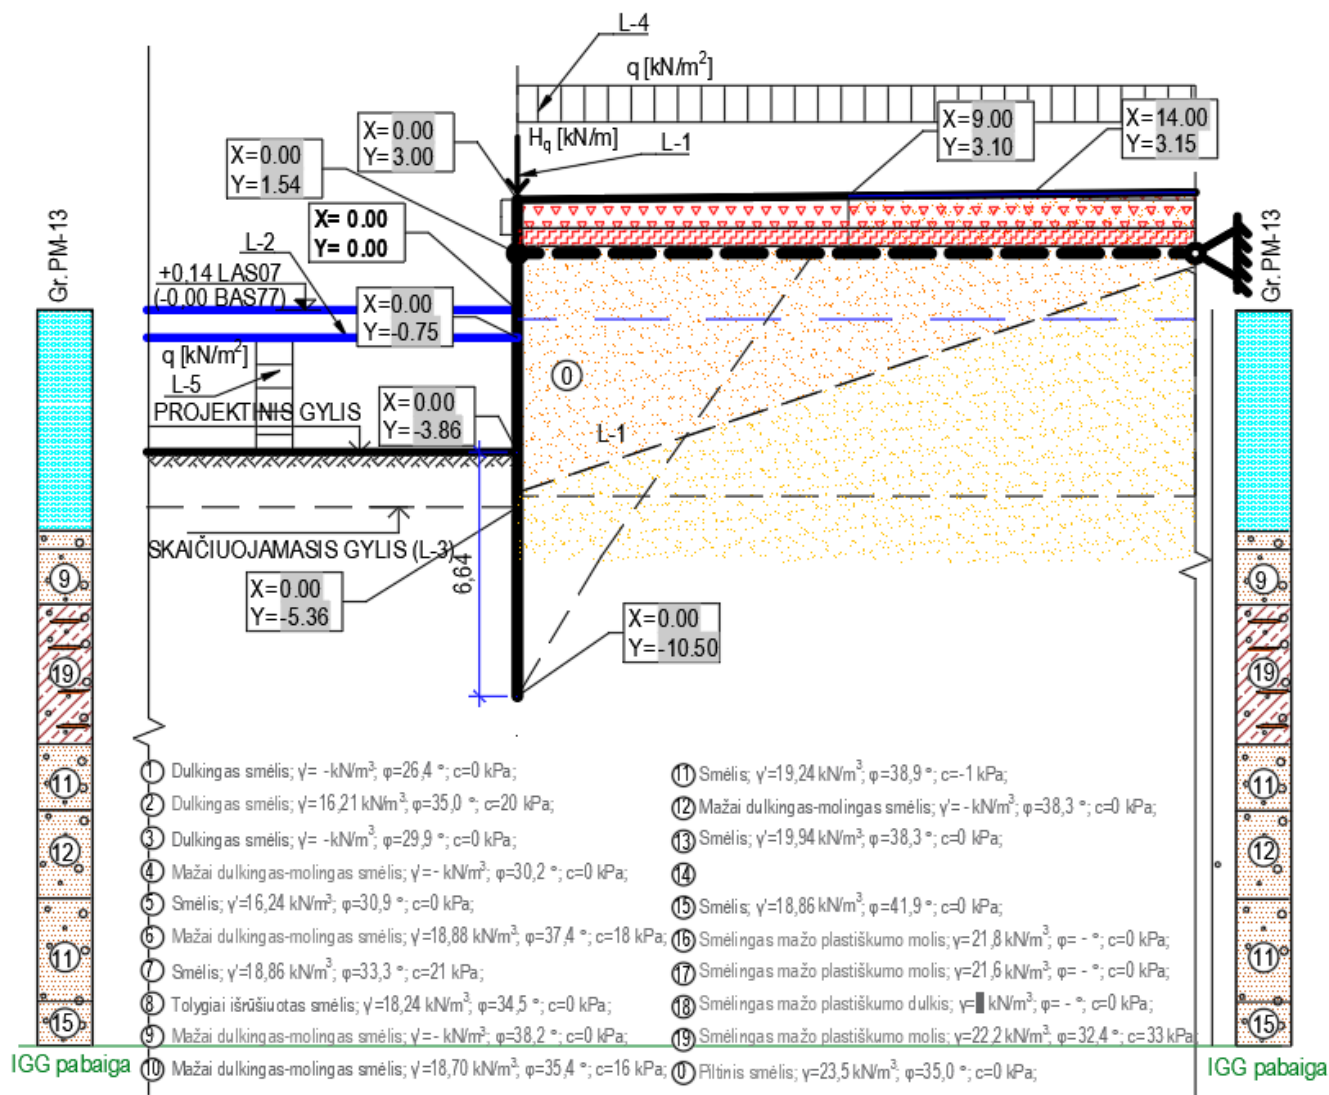 L-4
q [kN/m²]
X= 0.00
Y= 3.00
H_q [kN/m]
L-1
X= 9.00
Y= 3.10
X= 14.00
Y= 3.15
X= 0.00
Y= 1.54
X= 0.00
Y= 0.00
Gr. PM-13
Gr. PM-13
L-2
+0,14 LAS07
(-0,00 BAS77)
X= 0.00
Y= -0.75
q [kN/m²]
L-5
0
X= 0.00
Y= -3.86
PROJEKTINIS GYLIS
L-1
SKAIČIUOJAMASIS GYLIS (L-3)
6,64
X= 0.00
Y= -5.36
X= 0.00
Y= -10.50
9
19
11
12
11
15
IGG pabaiga
9
19
11
12
11
15
IGG pabaiga
1 Dulkingas smėlis; γ'= -kN/m³; φ=26,4 °; c=0 kPa;
2 Dulkingas smėlis; γ'=16,21 kN/m³; φ=35,0 °; c=20 kPa;
3 Dulkingas smėlis; γ'= -kN/m³; φ=29,9 °; c=0 kPa;
4 Mažai dulkingas-molingas smėlis; γ'=- kN/m³; φ=30,2 °; c=0 kPa;
5 Smėlis; γ'=16,24 kN/m³; φ=30,9 °; c=0 kPa;
6 Mažai dulkingas-molingas smėlis; γ'=18,88 kN/m³; φ=37,4 °; c=18 kPa;
7 Smėlis; γ'=18,86 kN/m³; φ=33,3 °; c=21 kPa;
8 Tolygiai išrūšiuotas smėlis; γ'=18,24 kN/m³; φ=34,5 °; c=0 kPa;
9 Mažai dulkingas-molingas smėlis; γ'=- kN/m³; φ=38,2 °; c=0 kPa;
10 Mažai dulkingas-molingas smėlis; γ'=18,70 kN/m³; φ=35,4 °; c=16 kPa;
11 Smėlis; γ'=19,24 kN/m³; φ=38,9 °; c=-1 kPa;
12 Mažai dulkingas-molingas smėlis; γ'= - kN/m³; φ=38,3 °; c=0 kPa;
13 Smėlis; γ'=19,94 kN/m³; φ=38,3 °; c=0 kPa;
14
15 Smėlis; γ'=18,86 kN/m³; φ=41,9 °; c=0 kPa;
16 Smėlingas mažo plastiškumo molis; γ=21,8 kN/m³; φ= - °; c=0 kPa;
17 Smėlingas mažo plastiškumo molis; γ=21,6 kN/m³; φ= - °; c=0 kPa;
18 Smėlingas mažo plastiškumo dulkis; γ= kN/m³; φ= - °; c=0 kPa;
19 Smėlingas mažo plastiškumo molis; γ=22,2 kN/m³; φ=32,4 °; c=33 kPa;
0 Piltinis smėlis; γ=23,5 kN/m³; φ=35,0 °; c=0 kPa;